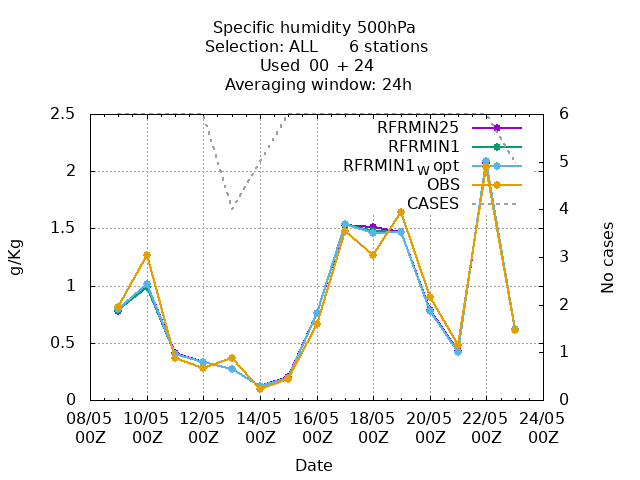 Specific humidity 500hPa
Selection: ALL 6 stations
Used 00 + 24
Averaging window: 24h
2.5 6
RFRMIN25
RFRMIN1
2 5
RFRMIN1W opt
OBS
CASES
1.5 4
g/Kg
No cases
3
1
2
0.5 1
0 0
08/05 10/05 12/05 14/05 16/05 18/05 20/05 22/05 24/05
00Z 00Z 00Z 00Z 00Z 00Z 00Z 00Z 00Z
Date